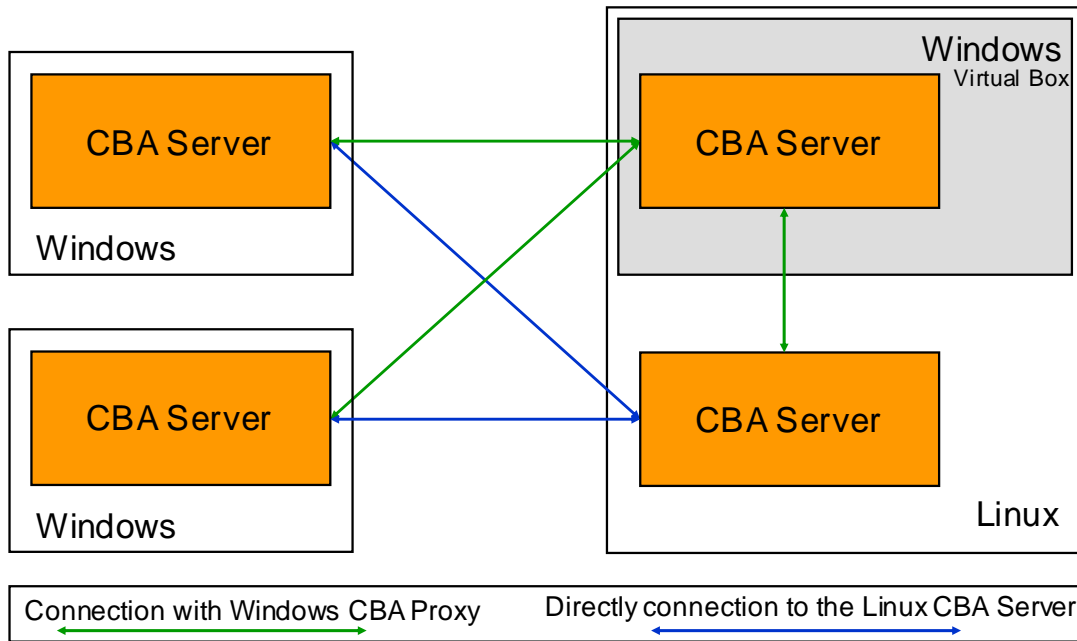 Windows
Virtual Box
CBA Server
CBA Server
Windows
CBA Server
CBA Server
Windows
Linux
Connection with Windows CBA Proxy
Directly connection to the Linux CBA Server